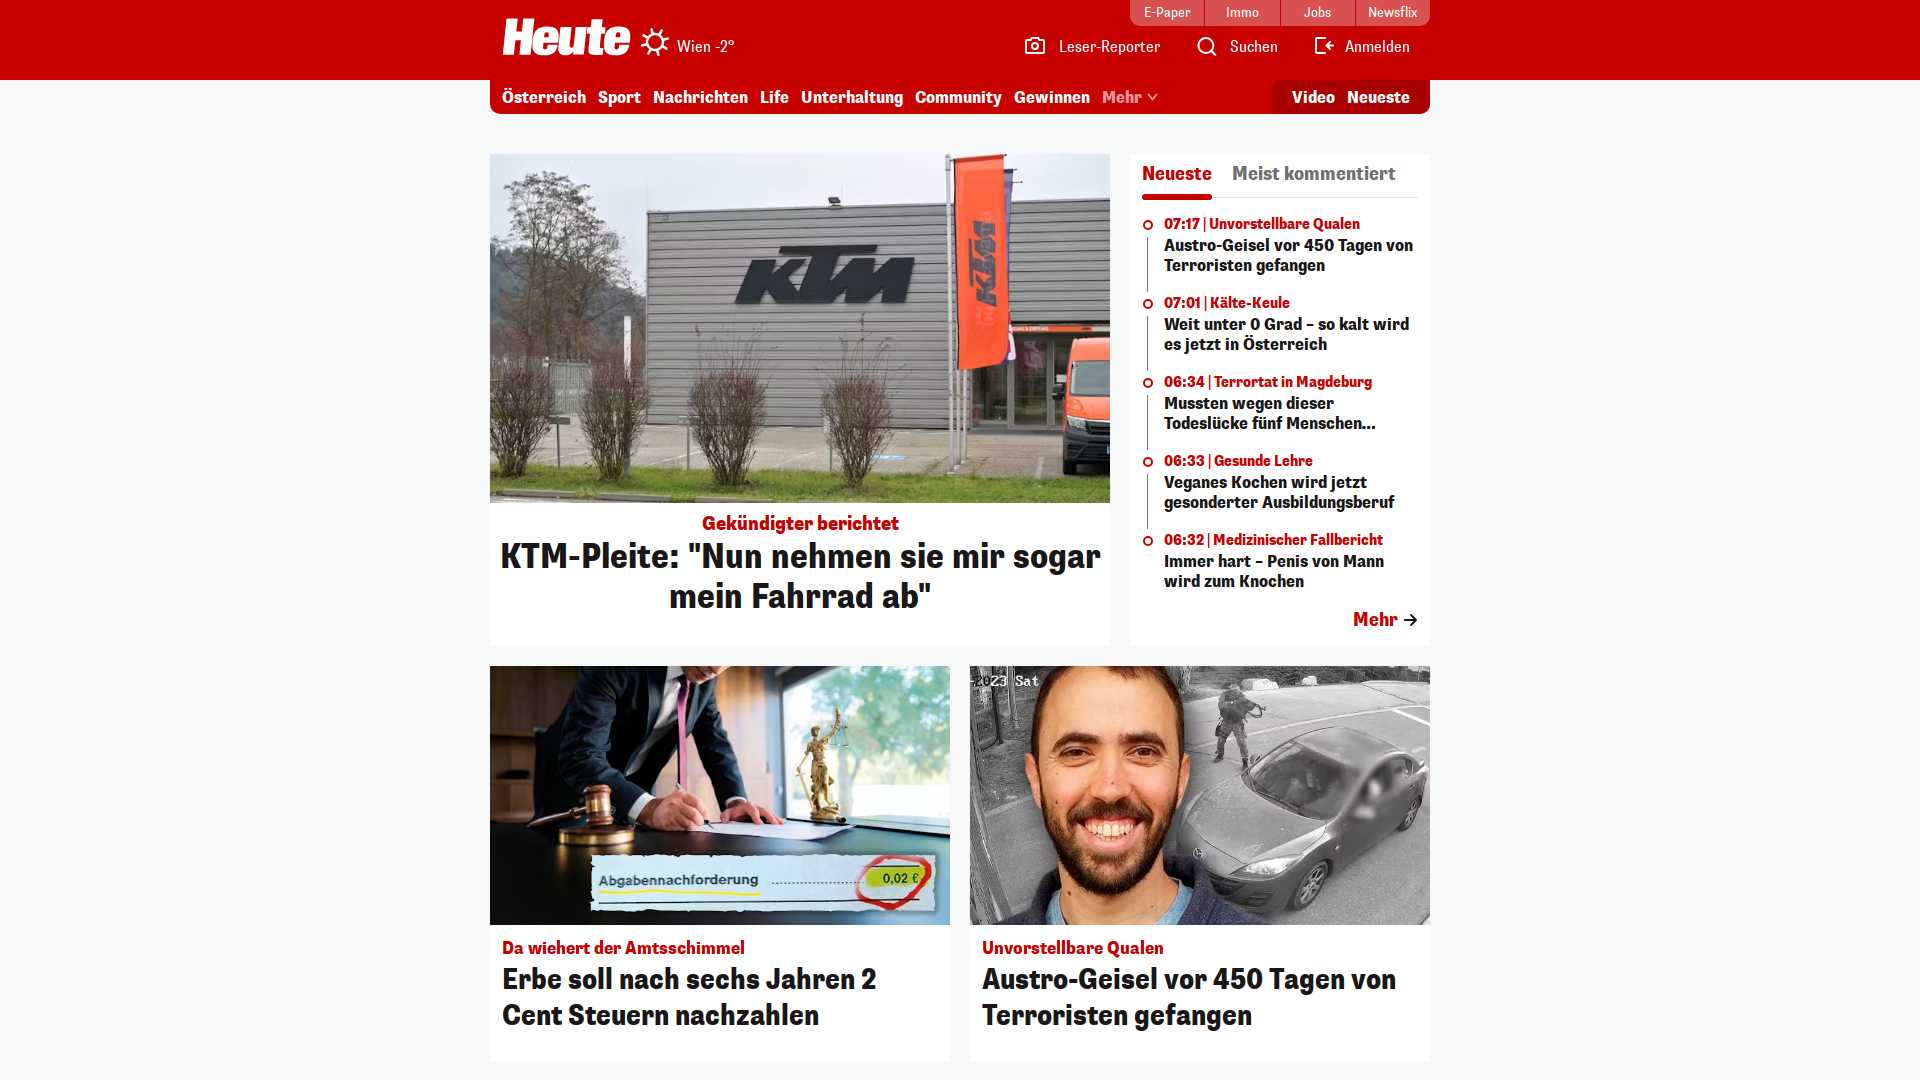 E-Paper
Immo
Jobs
Newsflix
Heute
Wien -2°
Leser-Reporter
Suchen
Anmelden
Österreich
Sport
Nachrichten
Life
Unterhaltung
Community
Gewinnen
Mehr
Video
Neueste
KTM
KTM
Gekündigter berichtet
KTM-Pleite: "Nun nehmen sie mir sogar
mein Fahrrad ab"
Neueste
Meist kommentiert
07:17 | Unvorstellbare Qualen
Austro-Geisel vor 450 Tagen von
Terroristen gefangen
07:01 | Kälte-Keule
Weit unter 0 Grad – so kalt wird
es jetzt in Österreich
06:34 | Terrortat in Magdeburg
Mussten wegen dieser
Todeslücke fünf Menschen...
06:33 | Gesunde Lehre
Veganes Kochen wird jetzt
gesonderter Ausbildungsberuf
06:32 | Medizinischer Fallbericht
Immer hart – Penis von Mann
wird zum Knochen
Mehr
Abgabennachforderung 0,02 €
Da wiehert der Amtsschimmel
Erbe soll nach sechs Jahren 2
Cent Steuern nachzahlen
-2023 Sat
Unvorstellbare Qualen
Austro-Geisel vor 450 Tagen von
Terroristen gefangen